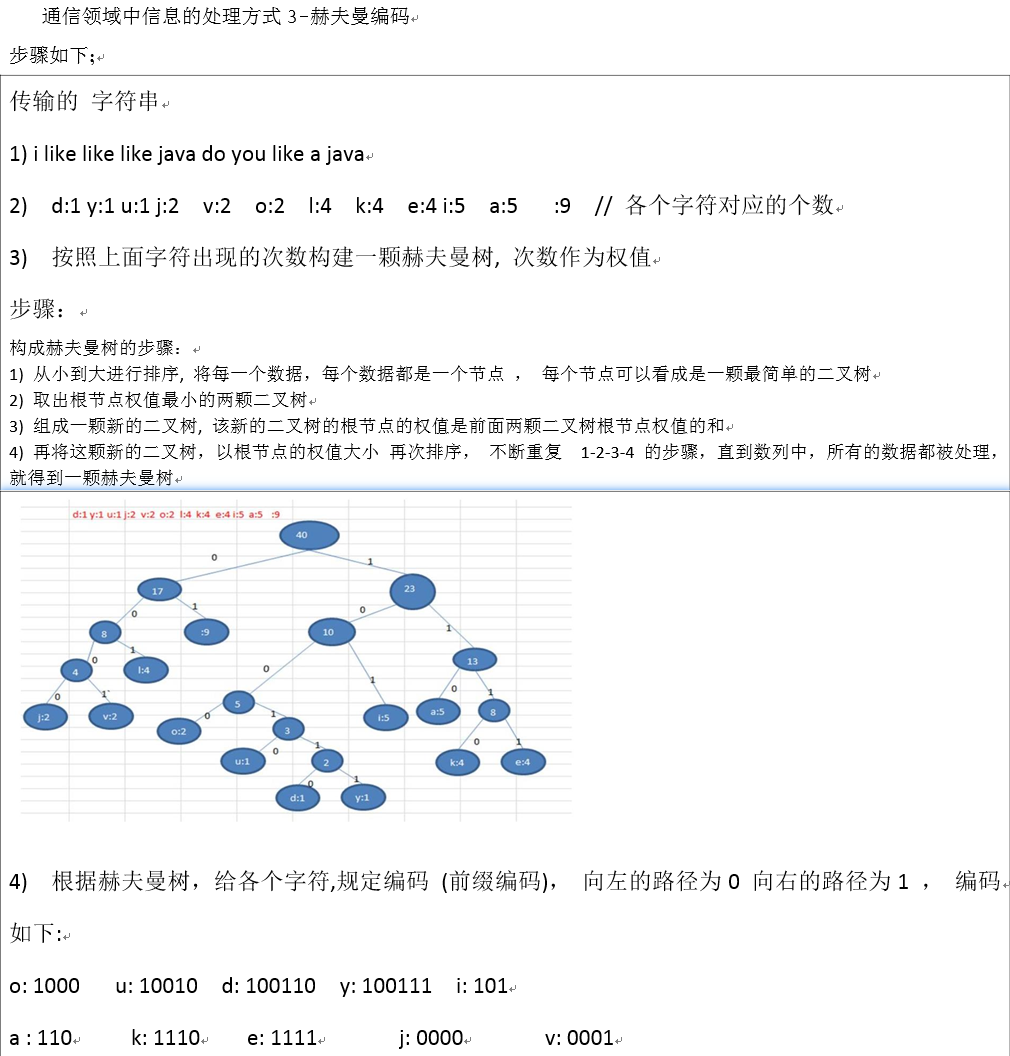 通信领域中信息的处理方式 3-赫夫曼编码
步骤如下;
传输的 字符串
1) i like like like java do you like a java
2) d:1 y:1 u:1 j:2 v:2 o:2 l:4 k:4 e:4 i:5 a:5 :9 // 各个字符对应的个数
3) 按照上面字符出现的次数构建一颗赫夫曼树, 次数作为权值
步骤：
构成赫夫曼树的步骤：
1) 从小到大进行排序, 将每一个数据，每个数据都是一个节点 ， 每个节点可以看成是一颗最简单的二叉树
2) 取出根节点权值最小的两颗二叉树
3) 组成一颗新的二叉树, 该新的二叉树的根节点的权值是前面两颗二叉树根节点权值的和
4) 再将这颗新的二叉树，以根节点的权值大小 再次排序， 不断重复 1-2-3-4 的步骤，直到数列中，所有的数据都被处理，
就得到一颗赫夫曼树
d:1 y:1 u:1 j:2 v:2 o:2 l:4 k:4 e:4 i:5 a:5 :9
40
0 1
17 23
0 1 0 1
8 :9 10 13
0 1 0 1 0 1
4 l:4 5 i:5 a:5 8
0 1` 0 1 0 1
j:2 v:2 o:2 3 k:4 e:4
0 1
u:1 2
0 1
d:1 y:1
4) 根据赫夫曼树，给各个字符,规定编码 (前缀编码)， 向左的路径为 0 向右的路径为 1 ， 编码
如下:
o: 1000 u: 10010 d: 100110 y: 100111 i: 101
a : 110 k: 1110 e: 1111 j: 0000 v: 0001